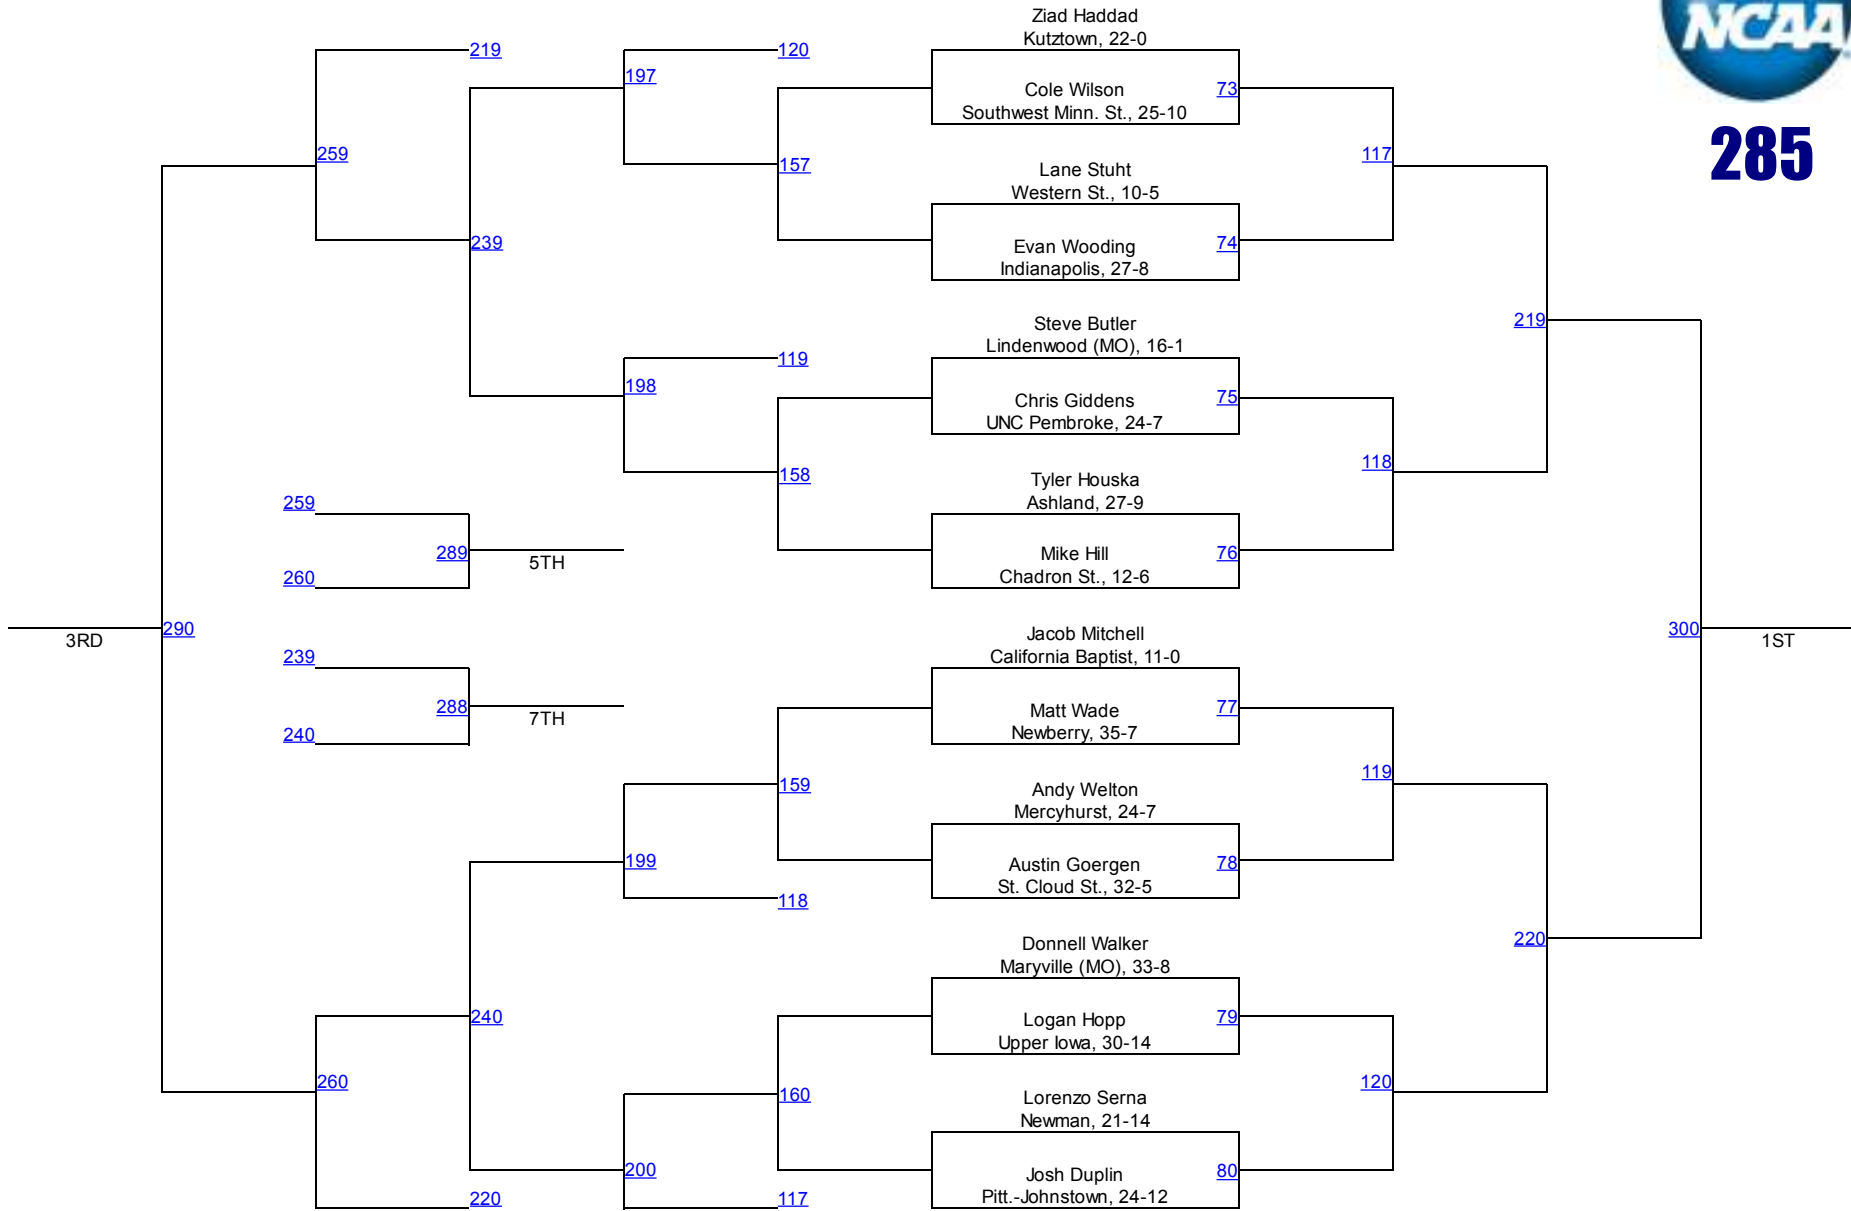 NCAA
285
Ziad Haddad
Kutztown, 22-0
Cole Wilson
Southwest Minn. St., 25-10
73
Lane Stuht
Western St., 10-5
Evan Wooding
Indianapolis, 27-8
74
Steve Butler
Lindenwood (MO), 16-1
Chris Giddens
UNC Pembroke, 24-7
75
Tyler Houska
Ashland, 27-9
Mike Hill
Chadron St., 12-6
76
Jacob Mitchell
California Baptist, 11-0
Matt Wade
Newberry, 35-7
77
Andy Welton
Mercyhurst, 24-7
Austin Goergen
St. Cloud St., 32-5
78
Donnell Walker
Maryville (MO), 33-8
Logan Hopp
Upper Iowa, 30-14
79
Lorenzo Serna
Newman, 21-14
Josh Duplin
Pitt.-Johnstown, 24-12
80
117
118
119
120
219
220
300
1ST
120
157
119
158
159
118
160
117
197
198
199
200
219
239
240
220
259
260
259
260
289
5TH
239
240
288
7TH
290
3RD